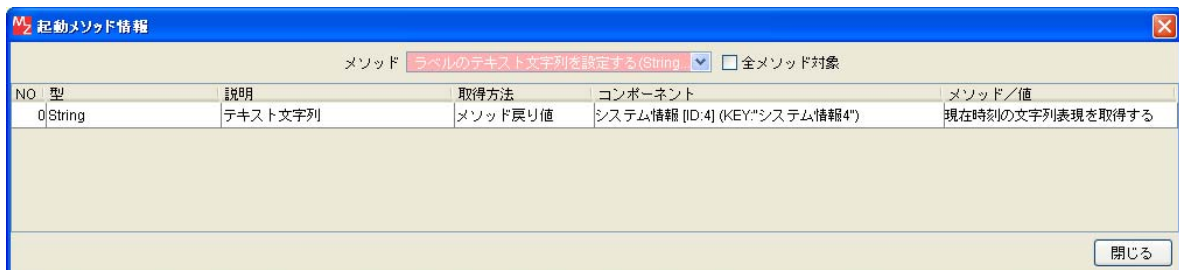 Mz 起動メソッド情報
メソッド ラベルのテキスト文字列を設定する(String 全メソッド対象
NO 型 説明 取得方法 コンポーネント メソッド／値
0 String テキスト文字列 メソッド戻り値 システム情報 [ID:4] (KEY:"システム情報4") 現在時刻の文字列表現を取得する
閉じる